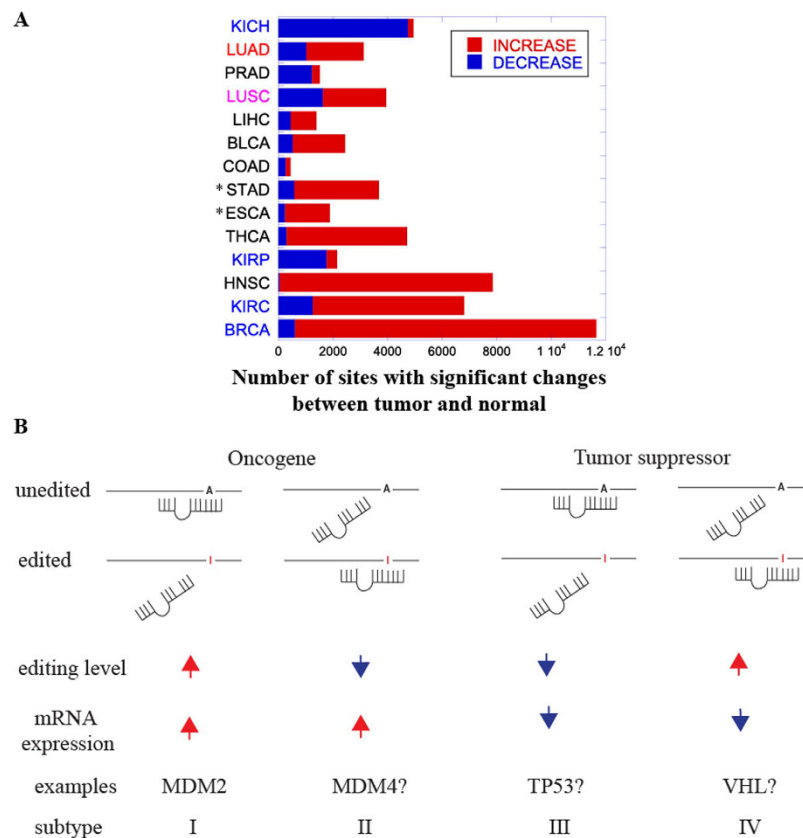 A
KICH
LUAD
PRAD
LUSC
LIHC
BLCA
COAD
*STAD
*ESCA
THCA
KIRP
HNSC
KIRC
BRCA
INCREASE
DECREASE
0 2000 4000 6000 8000 1 10⁴ 1.2 10⁴
Number of sites with significant changes
between tumor and normal
B
Oncogene Tumor suppressor
unedited A A A A
edited I I I I
editing level
mRNA
expression
examples MDM2 MDM4? TP53? VHL?
subtype I II III IV